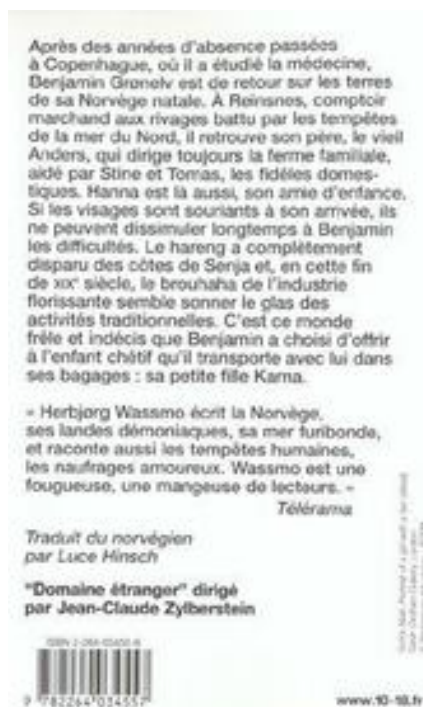 Après des années d'absence passées
à Copenhague, où il a étudié la médecine,
Benjamin Grønelv est de retour sur les terres
de sa Norvège natale. À Reinsnes, comptoir
marchand aux rivages battu par les tempêtes
de la mer du Nord, il retrouve son père, le vieil
Anders, qui dirige toujours la ferme familiale,
aidé par Stine et Tomas, les fidèles domes-
tiques. Hanna est là aussi, son amie d'enfance.
Si les visages sont souriants à son arrivée, ils
ne peuvent dissimuler longtemps à Benjamin
les difficultés. Le hareng a complètement
disparu des côtes de Senja et, en cette fin
de XIXe siècle, le brouhaha de l'industrie
florissante semble sonner le glas des
activités traditionnelles. C'est ce monde
frêle et indécis que Benjamin a choisi d'offrir
à l'enfant chétif qu'il transporte avec lui dans
ses bagages : sa petite fille Karna.
« Herbjørg Wassmo écrit la Norvège,
ses landes démoniaques, sa mer furibonde,
et raconte aussi les tempêtes humaines,
les naufrages amoureux. Wassmo est une
fougueuse, une mangeuse de lecteurs. »
Télérama
Traduit du norvégien
par Luce Hinsch
"Domaine étranger" dirigé
par Jean-Claude Zylberstein
9 782264 034557
www.10-18.fr